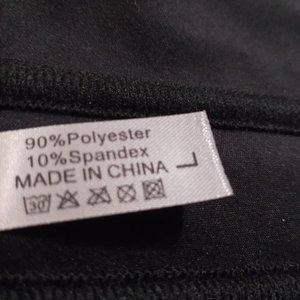 90%Polyester
10%Spandex
MADE IN CHINA
L
30